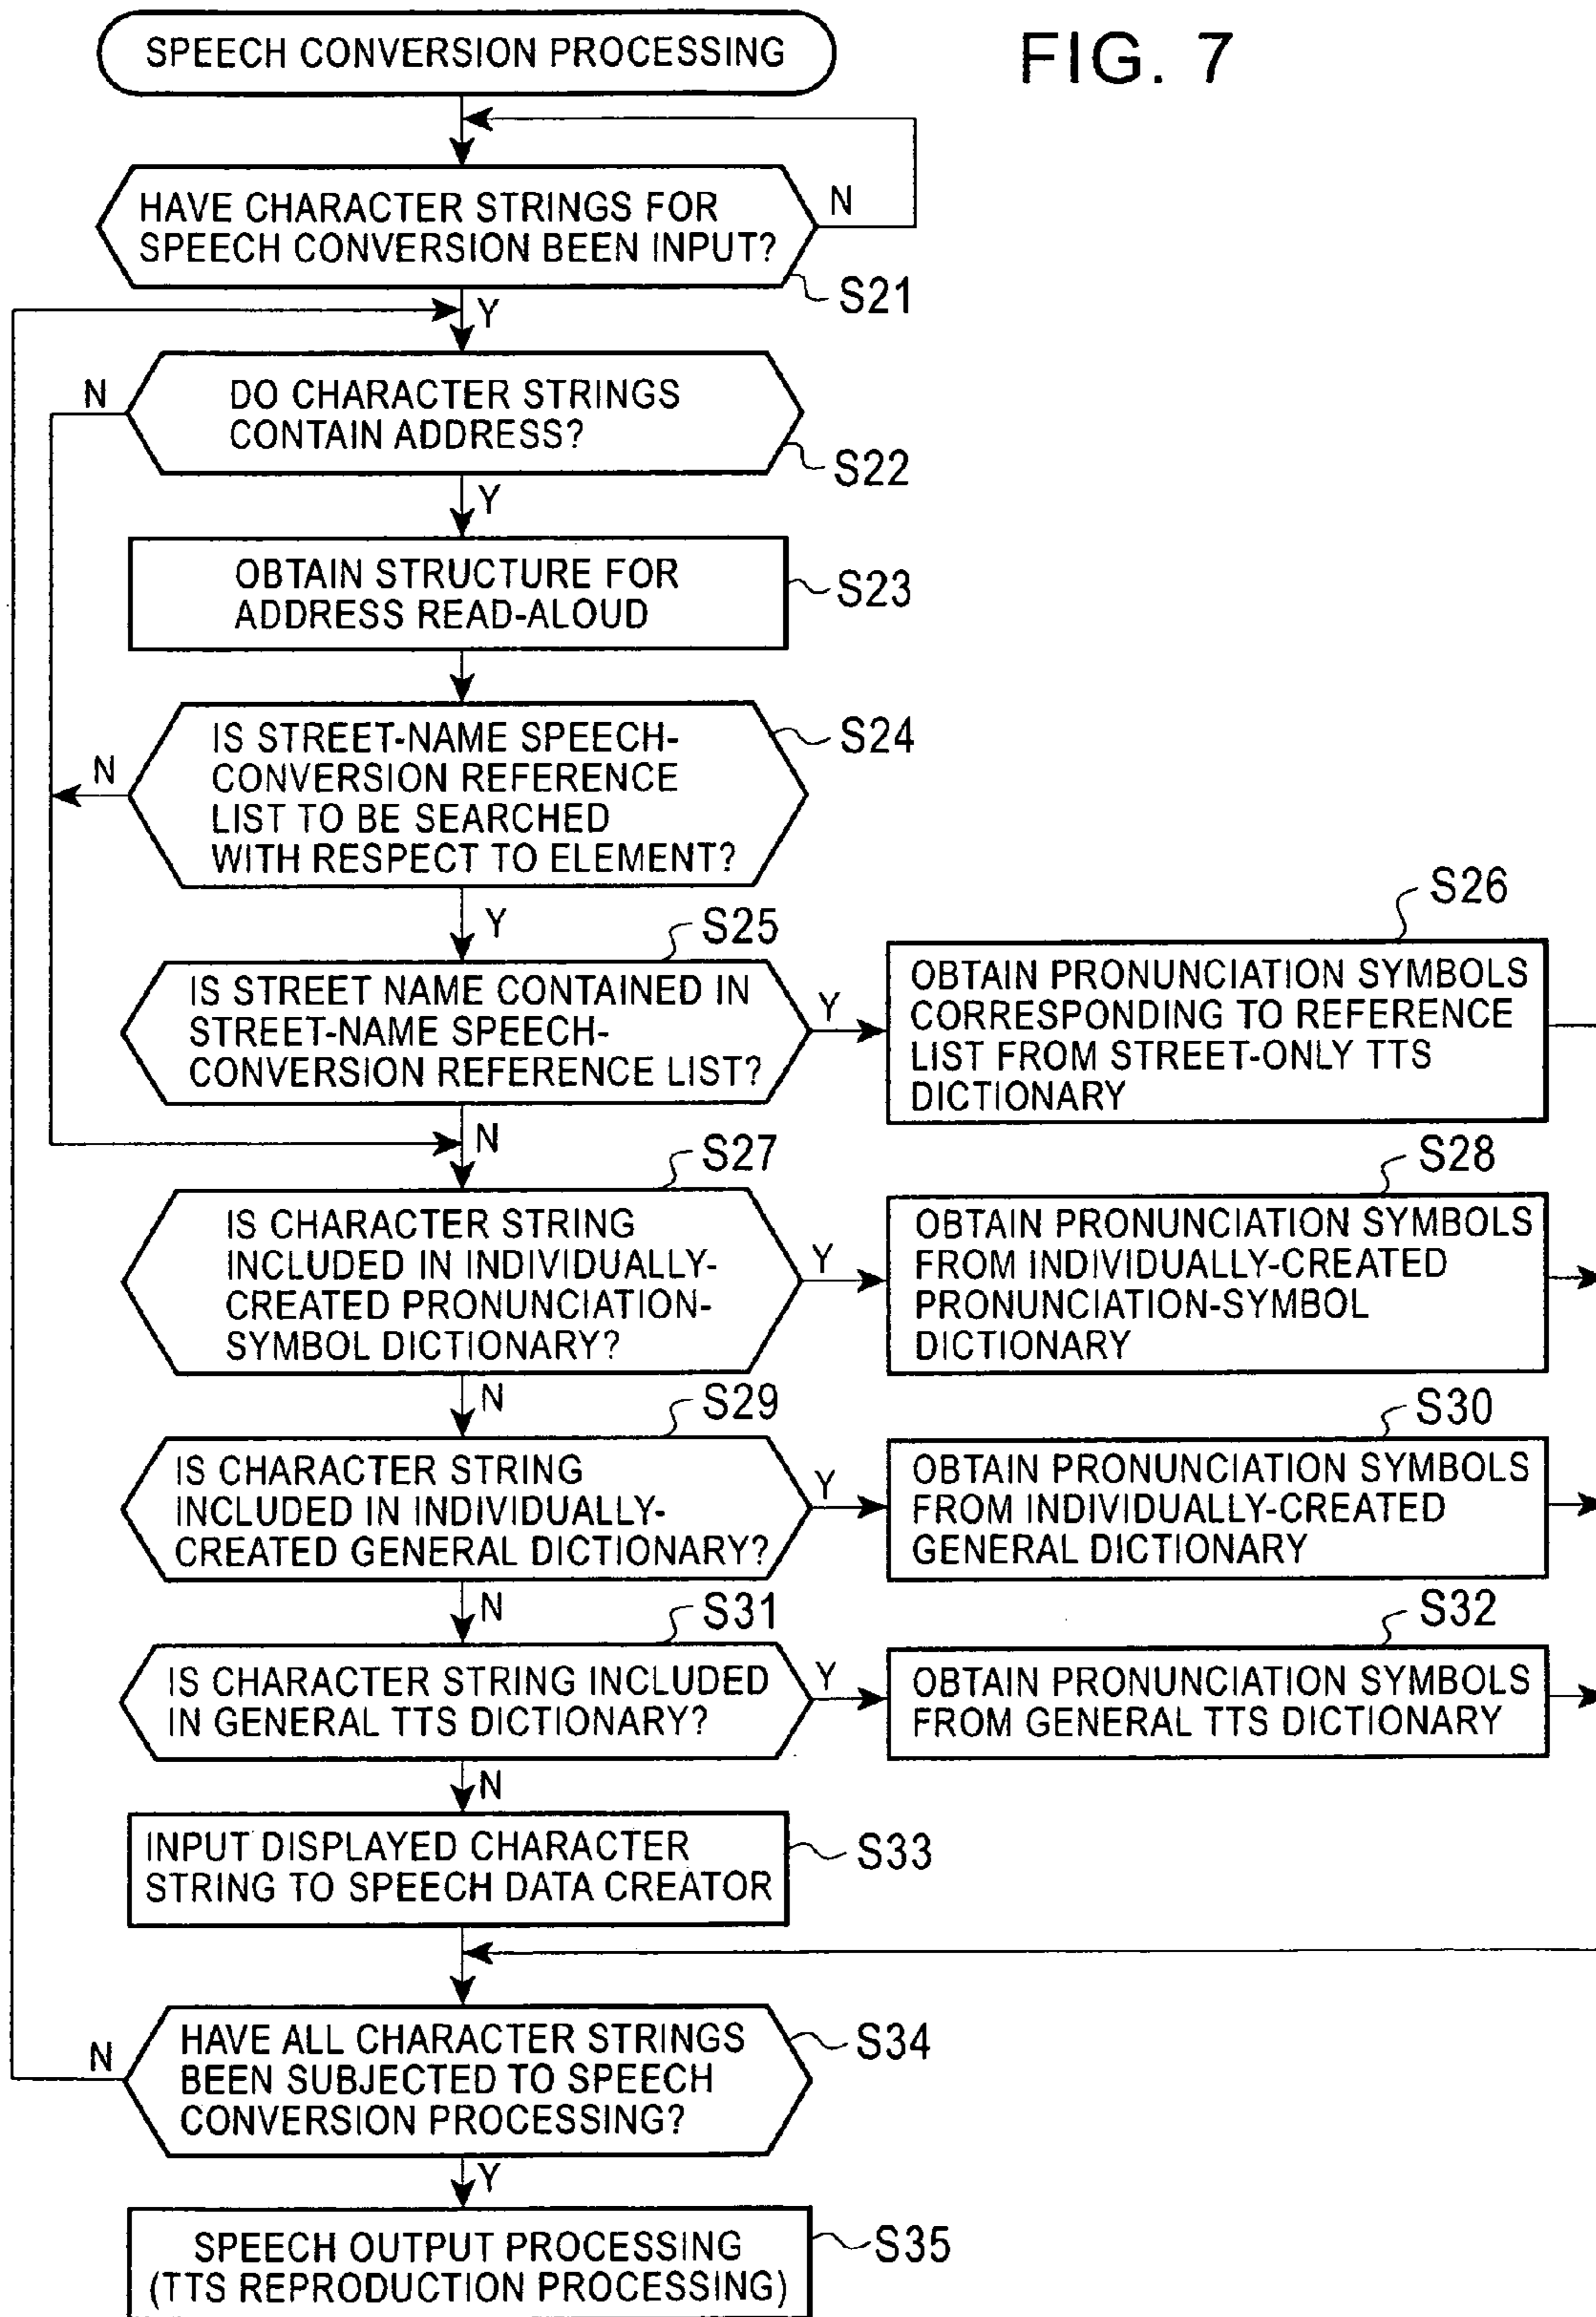 FIG. 7
SPEECH CONVERSION PROCESSING
HAVE CHARACTER STRINGS FOR
SPEECH CONVERSION BEEN INPUT?
N
S21
Y
DO CHARACTER STRINGS
CONTAIN ADDRESS?
N
S22
Y
OBTAIN STRUCTURE FOR
ADDRESS READ-ALOUD
S23
IS STREET-NAME SPEECH-
CONVERSION REFERENCE
LIST TO BE SEARCHED
WITH RESPECT TO ELEMENT?
S24
N
Y
S25
IS STREET NAME CONTAINED IN
STREET-NAME SPEECH-
CONVERSION REFERENCE LIST?
Y
S26
OBTAIN PRONUNCIATION SYMBOLS
CORRESPONDING TO REFERENCE
LIST FROM STREET-ONLY TTS
DICTIONARY
N
S27
IS CHARACTER STRING
INCLUDED IN INDIVIDUALLY-
CREATED PRONUNCIATION-
SYMBOL DICTIONARY?
Y
S28
OBTAIN PRONUNCIATION SYMBOLS
FROM INDIVIDUALLY-CREATED
PRONUNCIATION-SYMBOL
DICTIONARY
N
S29
IS CHARACTER STRING
INCLUDED IN INDIVIDUALLY-
CREATED GENERAL DICTIONARY?
Y
S30
OBTAIN PRONUNCIATION SYMBOLS
FROM INDIVIDUALLY-CREATED
GENERAL DICTIONARY
N
S31
IS CHARACTER STRING INCLUDED
IN GENERAL TTS DICTIONARY?
Y
S32
OBTAIN PRONUNCIATION SYMBOLS
FROM GENERAL TTS DICTIONARY
N
INPUT DISPLAYED CHARACTER
STRING TO SPEECH DATA CREATOR
S33
HAVE ALL CHARACTER STRINGS
BEEN SUBJECTED TO SPEECH
CONVERSION PROCESSING?
S34
N
Y
SPEECH OUTPUT PROCESSING
(TTS REPRODUCTION PROCESSING)
S35